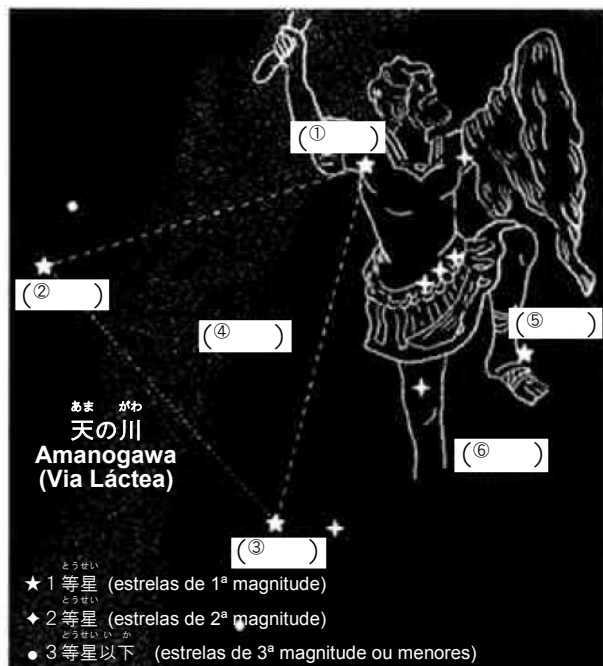 (① )
(② )
(④ )
(⑤ )
あま がわ
天の川
Amanogawa
(Via Láctea)
(⑥ )
(③ )
とうせい
★1等星 (estrelas de 1ª magnitude)
とうせい
✦2等星 (estrelas de 2ª magnitude)
とうせいいか
●3等星以下 (estrelas de 3ª magnitude ou menores)